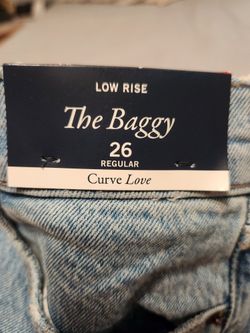 LOW RISE
The Baggy
26
REGULAR
Curve Love